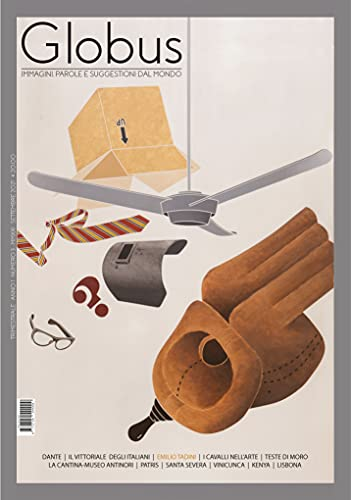 Globus
IMMAGINI PAROLE E SUGGESTIONI DAL MONDO
?
DANTE | IL VITTORIALE DEGLI ITALIANI | EMILIO TADINI | I CAVALLI NELL'ARTE | TESTE DI MORO
LA CANTINA-MUSEO ANTINORI | PATRIS | SANTA SEVERA | VINICUNCA | KENYA | LISBONA